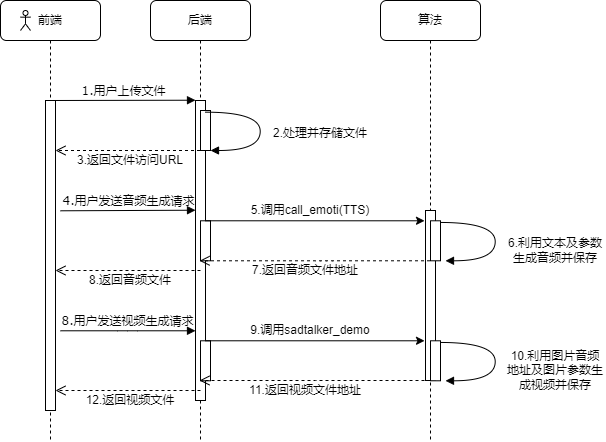 前端
后端
算法
1.用户上传文件
2.处理并存储文件
3.返回文件访问URL
4.用户发送音频生成请求
5.调用call_emoti(TTS)
6.利用文本及参数
生成音频并保存
7.返回音频文件地址
8.返回音频文件
8.用户发送视频生成请求
9.调用sadtalker_demo
10.利用图片音频
地址及图片参数生
成视频并保存
11.返回视频文件地址
12.返回视频文件